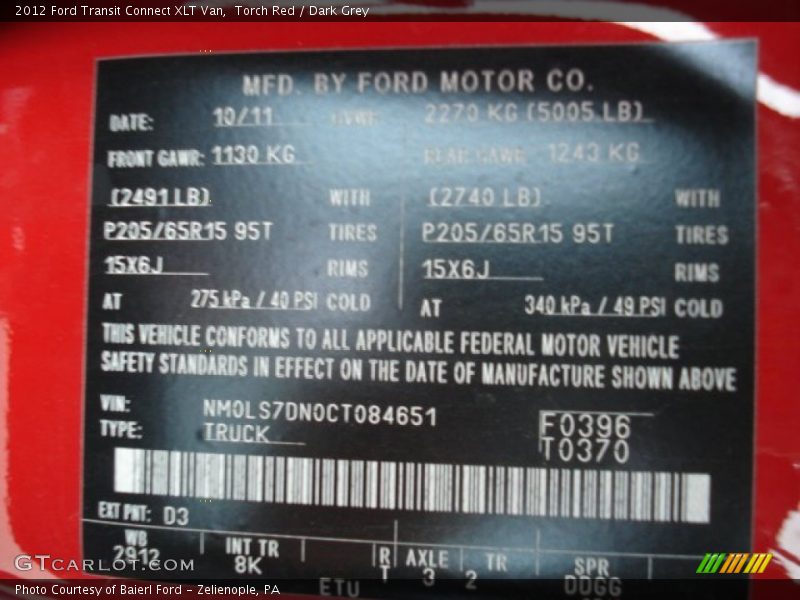 2012 Ford Transit Connect XLT Van, Torch Red / Dark Grey
MFD. BY FORD MOTOR CO.
DATE: 10/11 GVWR 2270 KG (5005 LB)
FRONT GAWR: 1130 KG REAR GAWR 1243 KG
(2491 LB) WITH (2740 LB) WITH
P205/65R15 95T TIRES P205/65R15 95T TIRES
15X6J RIMS 15X6J RIMS
AT 275 kPa / 40 PSI COLD AT 340 kPa / 49 PSI COLD
THIS VEHICLE CONFORMS TO ALL APPLICABLE FEDERAL MOTOR VEHICLE
SAFETY STANDARDS IN EFFECT ON THE DATE OF MANUFACTURE SHOWN ABOVE
VIN: NM0LS7DN0CT084651 F0396
TYPE: TRUCK T0370
EXT PNT: D3
WB INT TR R AXLE TR SPR
2912 8K T 3 2 DDGG
GTCARLOT.COM
ETU
Photo Courtesy of Baierl Ford - Zelienople, PA